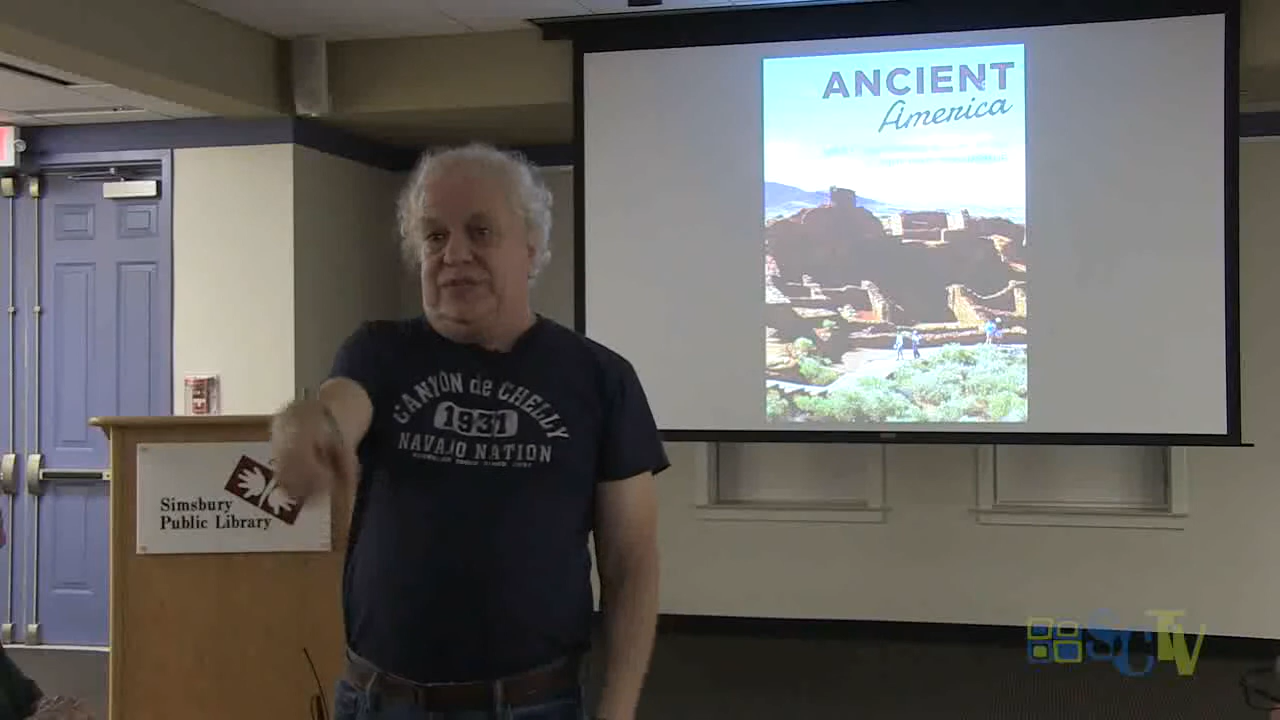 ANCIENT
America
CANYON de CHELLY
1931
NAVAJO NATION
Simsbury
Public Library
SCTV